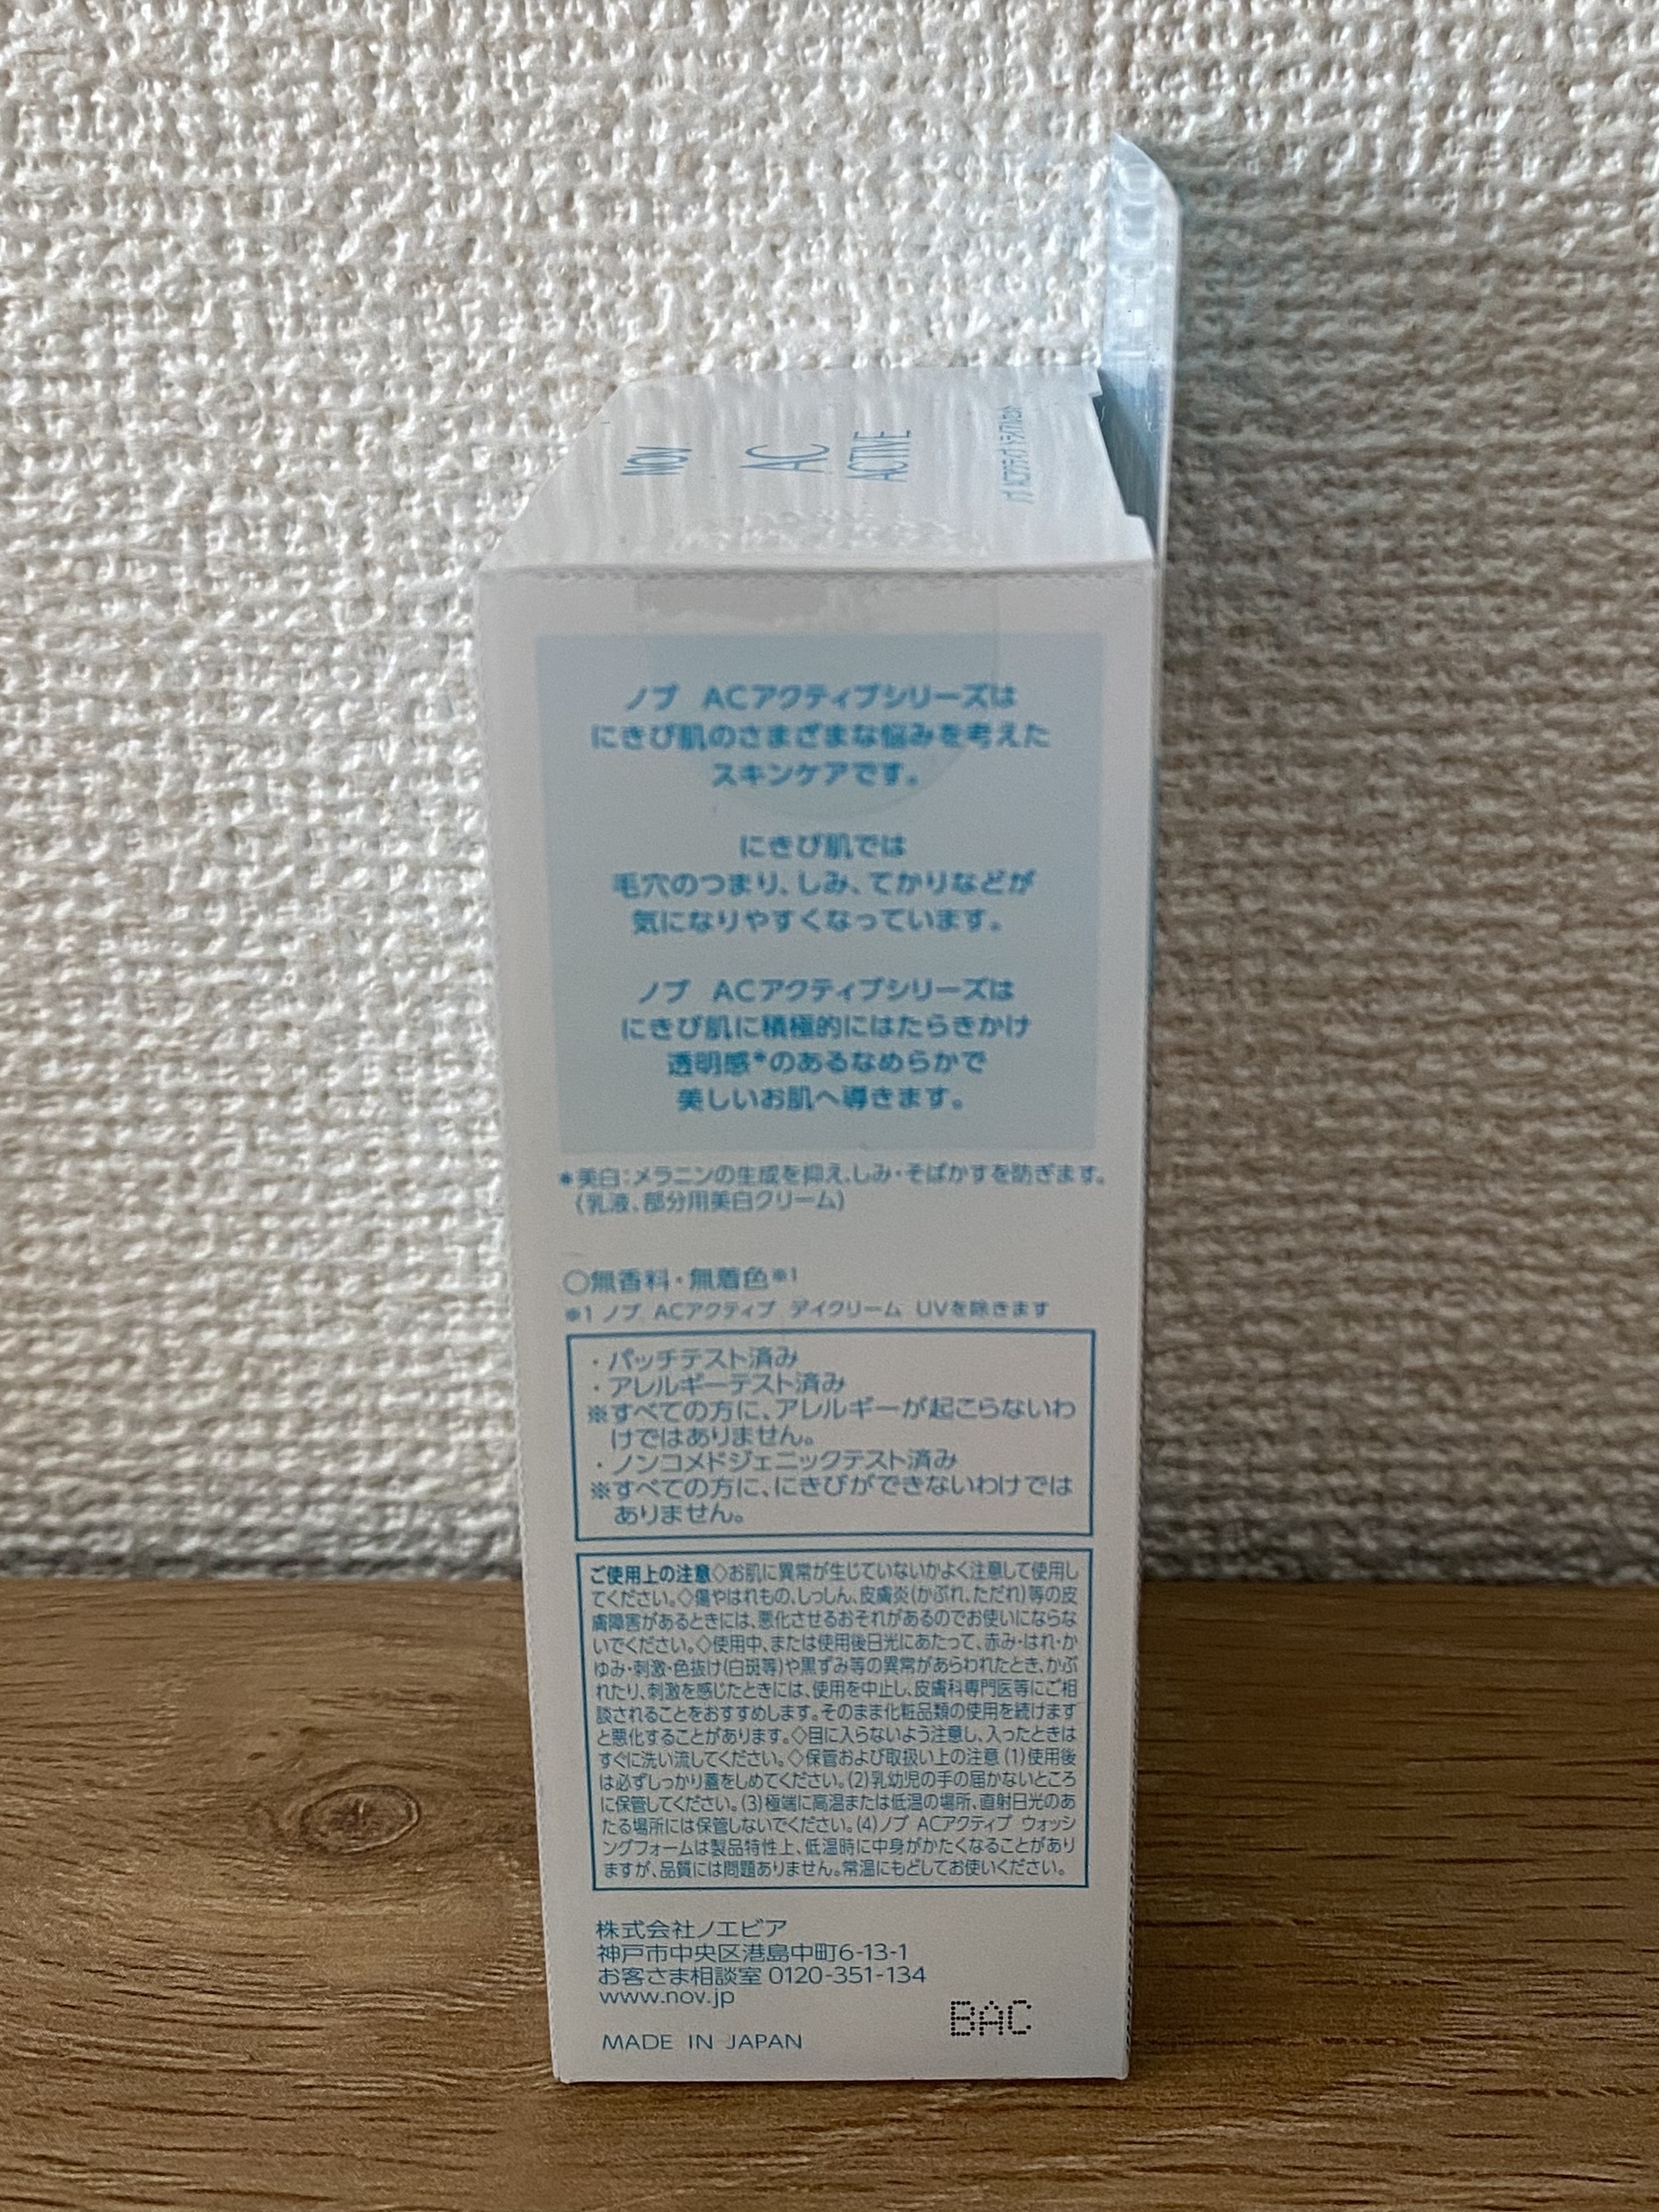 NOV
AC
ACTIVE
ノブ ACアクティブ トライアルセット
ノブ ACアクティブシリーズは
にきび肌のさまざまな悩みを考えた
スキンケアです。
にきび肌では
毛穴のつまり、しみ、てかりなどが
気になりやすくなっています。
ノブ ACアクティブシリーズは
にきび肌に積極的にはたらきかけ
透明感*のあるなめらかで
美しいお肌へ導きます。
*美白:メラニンの生成を抑え、しみ・そばかすを防ぎます。
(乳液、部分用美白クリーム)
○無香料・無着色※1
※1 ノブ ACアクティブ デイクリーム UVを除きます
・パッチテスト済み
・アレルギーテスト済み
※すべての方に、アレルギーが起こらないわ
けではありません。
・ノンコメドジェニックテスト済み
※すべての方に、にきびができないわけでは
ありません。
ご使用上の注意◇お肌に異常が生じていないかよく注意して使用し
てください。◇傷やはれもの、しっしん、皮膚炎(かぶれ、ただれ)等の皮
膚障害があるときには、悪化させるおそれがあるのでお使いにならな
いでください。◇使用中、または使用後日光にあたって、赤み・はれ・か
ゆみ・刺激・色抜け(白斑等)や黒ずみ等の異常があらわれたとき、かぶ
れたり、刺激を感じたときには、使用を中止し、皮膚科専門医等にご相
談されることをおすすめします。そのまま化粧品類の使用を続けます
と悪化することがあります。◇目に入らないよう注意し、入ったときは
すぐに洗い流してください。◇保管および取扱い上の注意 (1)使用後
は必ずしっかり蓋をしめてください。(2)乳幼児の手の届かないところ
に保管してください。(3)極端に高温または低温の場所、直射日光のあ
たる場所には保管しないでください。(4)ノブ ACアクティブ ウォッシ
ングフォームは製品特性上、低温時に中身がかたくなることがあり
ますが、品質には問題ありません。常温にもどしてお使いください。
株式会社ノエビア
神戸市中央区港島中町6-13-1
お客さま相談室 0120-351-134
www.nov.jp
MADE IN JAPAN
BAC